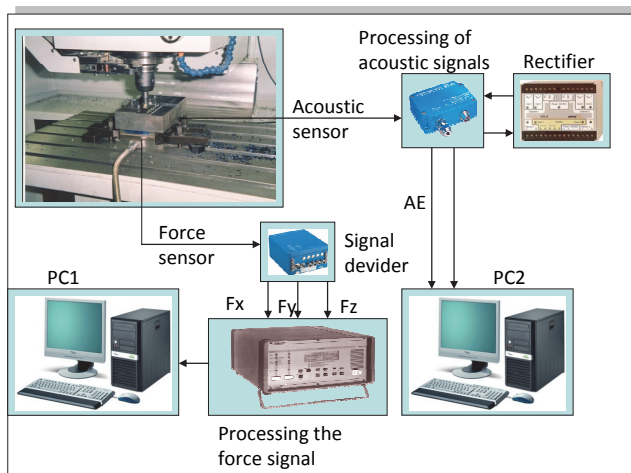 Processing of
acoustic signals
Rectifier
Acoustic
sensor
AE
Force
sensor
Signal
devider
PC1
Fx Fy Fz
PC2
Processing the
force signal